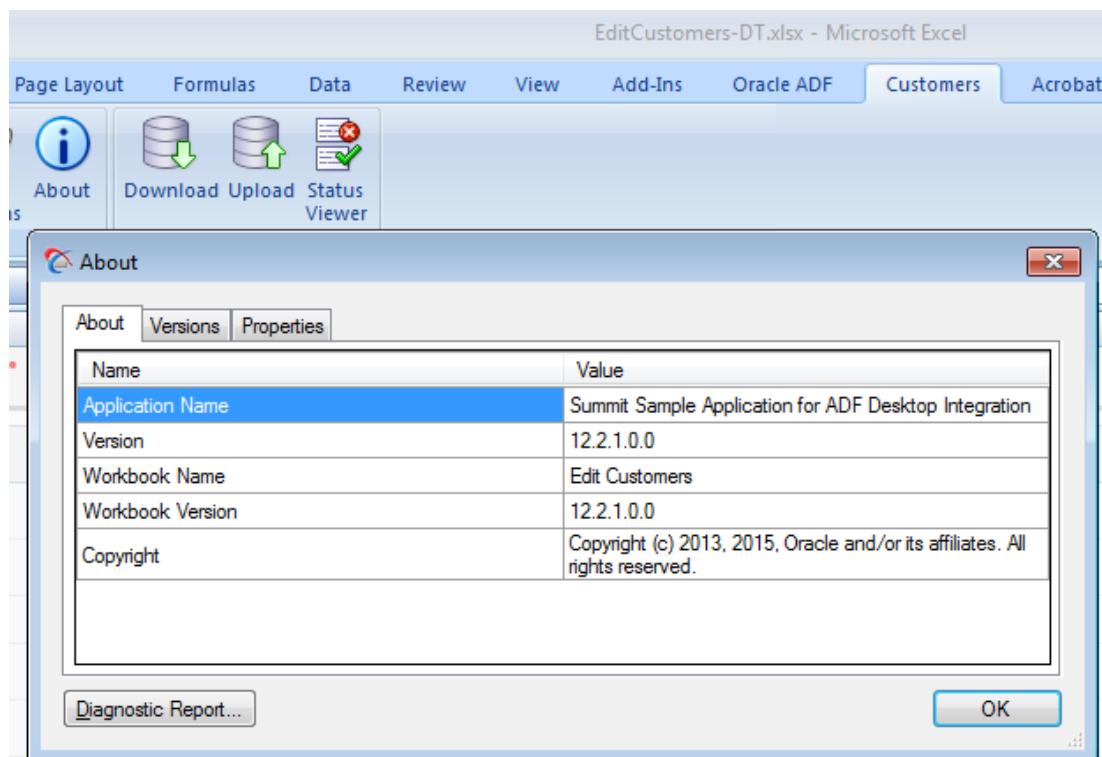 EditCustomers-DT.xlsx - Microsoft Excel
Page Layout Formulas Data Review View Add-Ins Oracle ADF Customers Acrobat
About Download Upload Status Viewer
About
About Versions Properties
Name Value
Application Name Summit Sample Application for ADF Desktop Integration
Version 12.2.1.0.0
Workbook Name Edit Customers
Workbook Version 12.2.1.0.0
Copyright Copyright (c) 2013, 2015, Oracle and/or its affiliates. All
rights reserved.
Diagnostic Report... OK